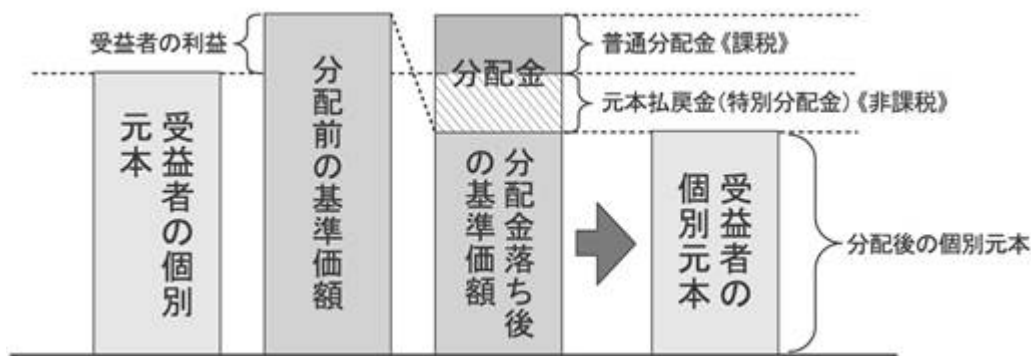 受益者の利益
受益者の個別
元本
分配前の基準価額
分配金
分配金落ち後
の基準価額
普通分配金《課税》
元本払戻金(特別分配金)《非課税》
受益者の
個別元本
分配後の個別元本